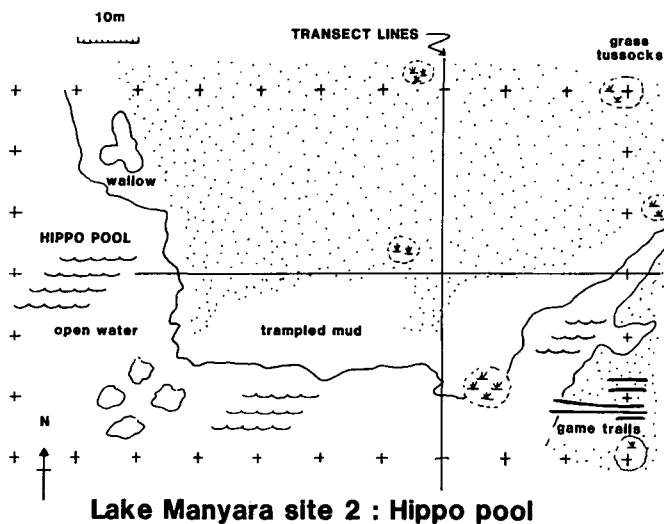 10m
TRANSECT LINES
grass
tussocks
wallow
HIPPO POOL
open water
trampled mud
N
game trails
Lake Manyara site 2 : Hippo pool